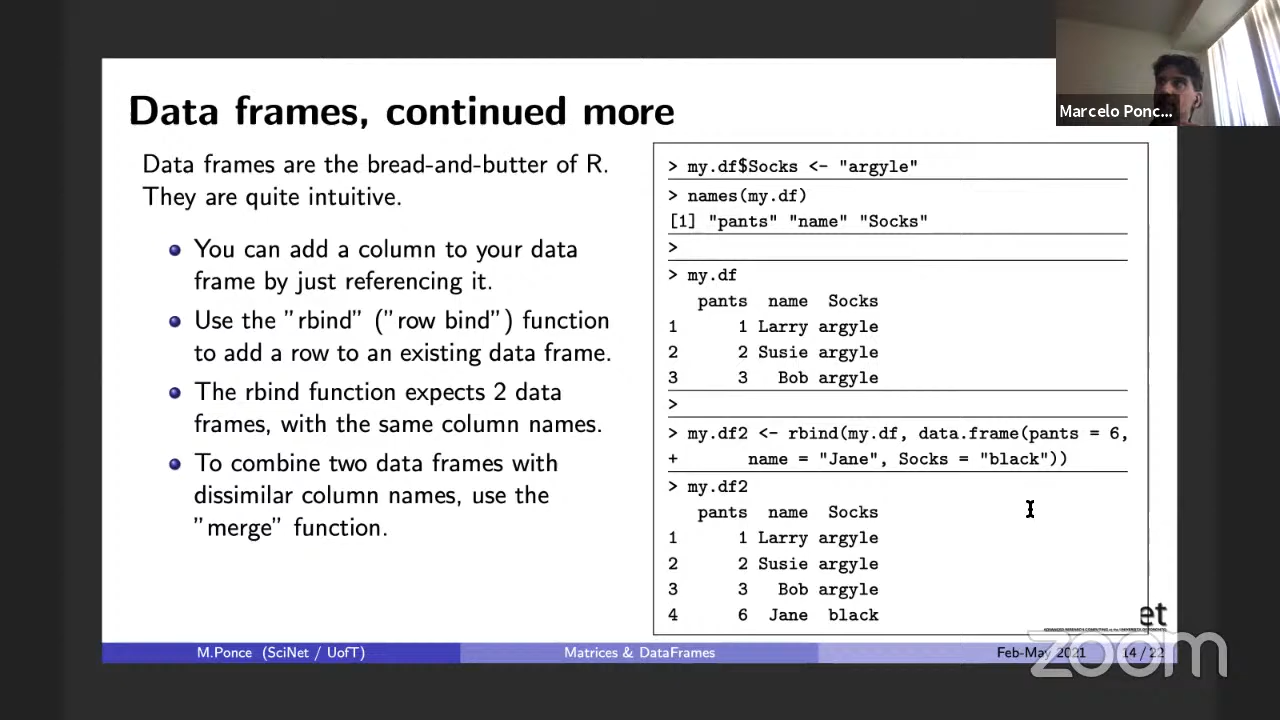 Marcelo Ponc...
Data frames, continued more
Data frames are the bread-and-butter of R.
They are quite intuitive.
You can add a column to your data
frame by just referencing it.
Use the "rbind" ("row bind") function
to add a row to an existing data frame.
The rbind function expects 2 data
frames, with the same column names.
To combine two data frames with
dissimilar column names, use the
"merge" function.
> my.df$Socks <- "argyle"
> names(my.df)
[1] "pants" "name" "Socks"
>
> my.df
pants name Socks
1 1 Larry argyle
2 2 Susie argyle
3 3 Bob argyle
>
> my.df2 <- rbind(my.df, data.frame(pants = 6,
+ name = "Jane", Socks = "black"))
> my.df2
pants name Socks
1 1 Larry argyle
2 2 Susie argyle
3 3 Bob argyle
4 6 Jane black
et
M.Ponce (SciNet / UofT)
Matrices & DataFrames
Feb-May 2021
14 / 22
zoom